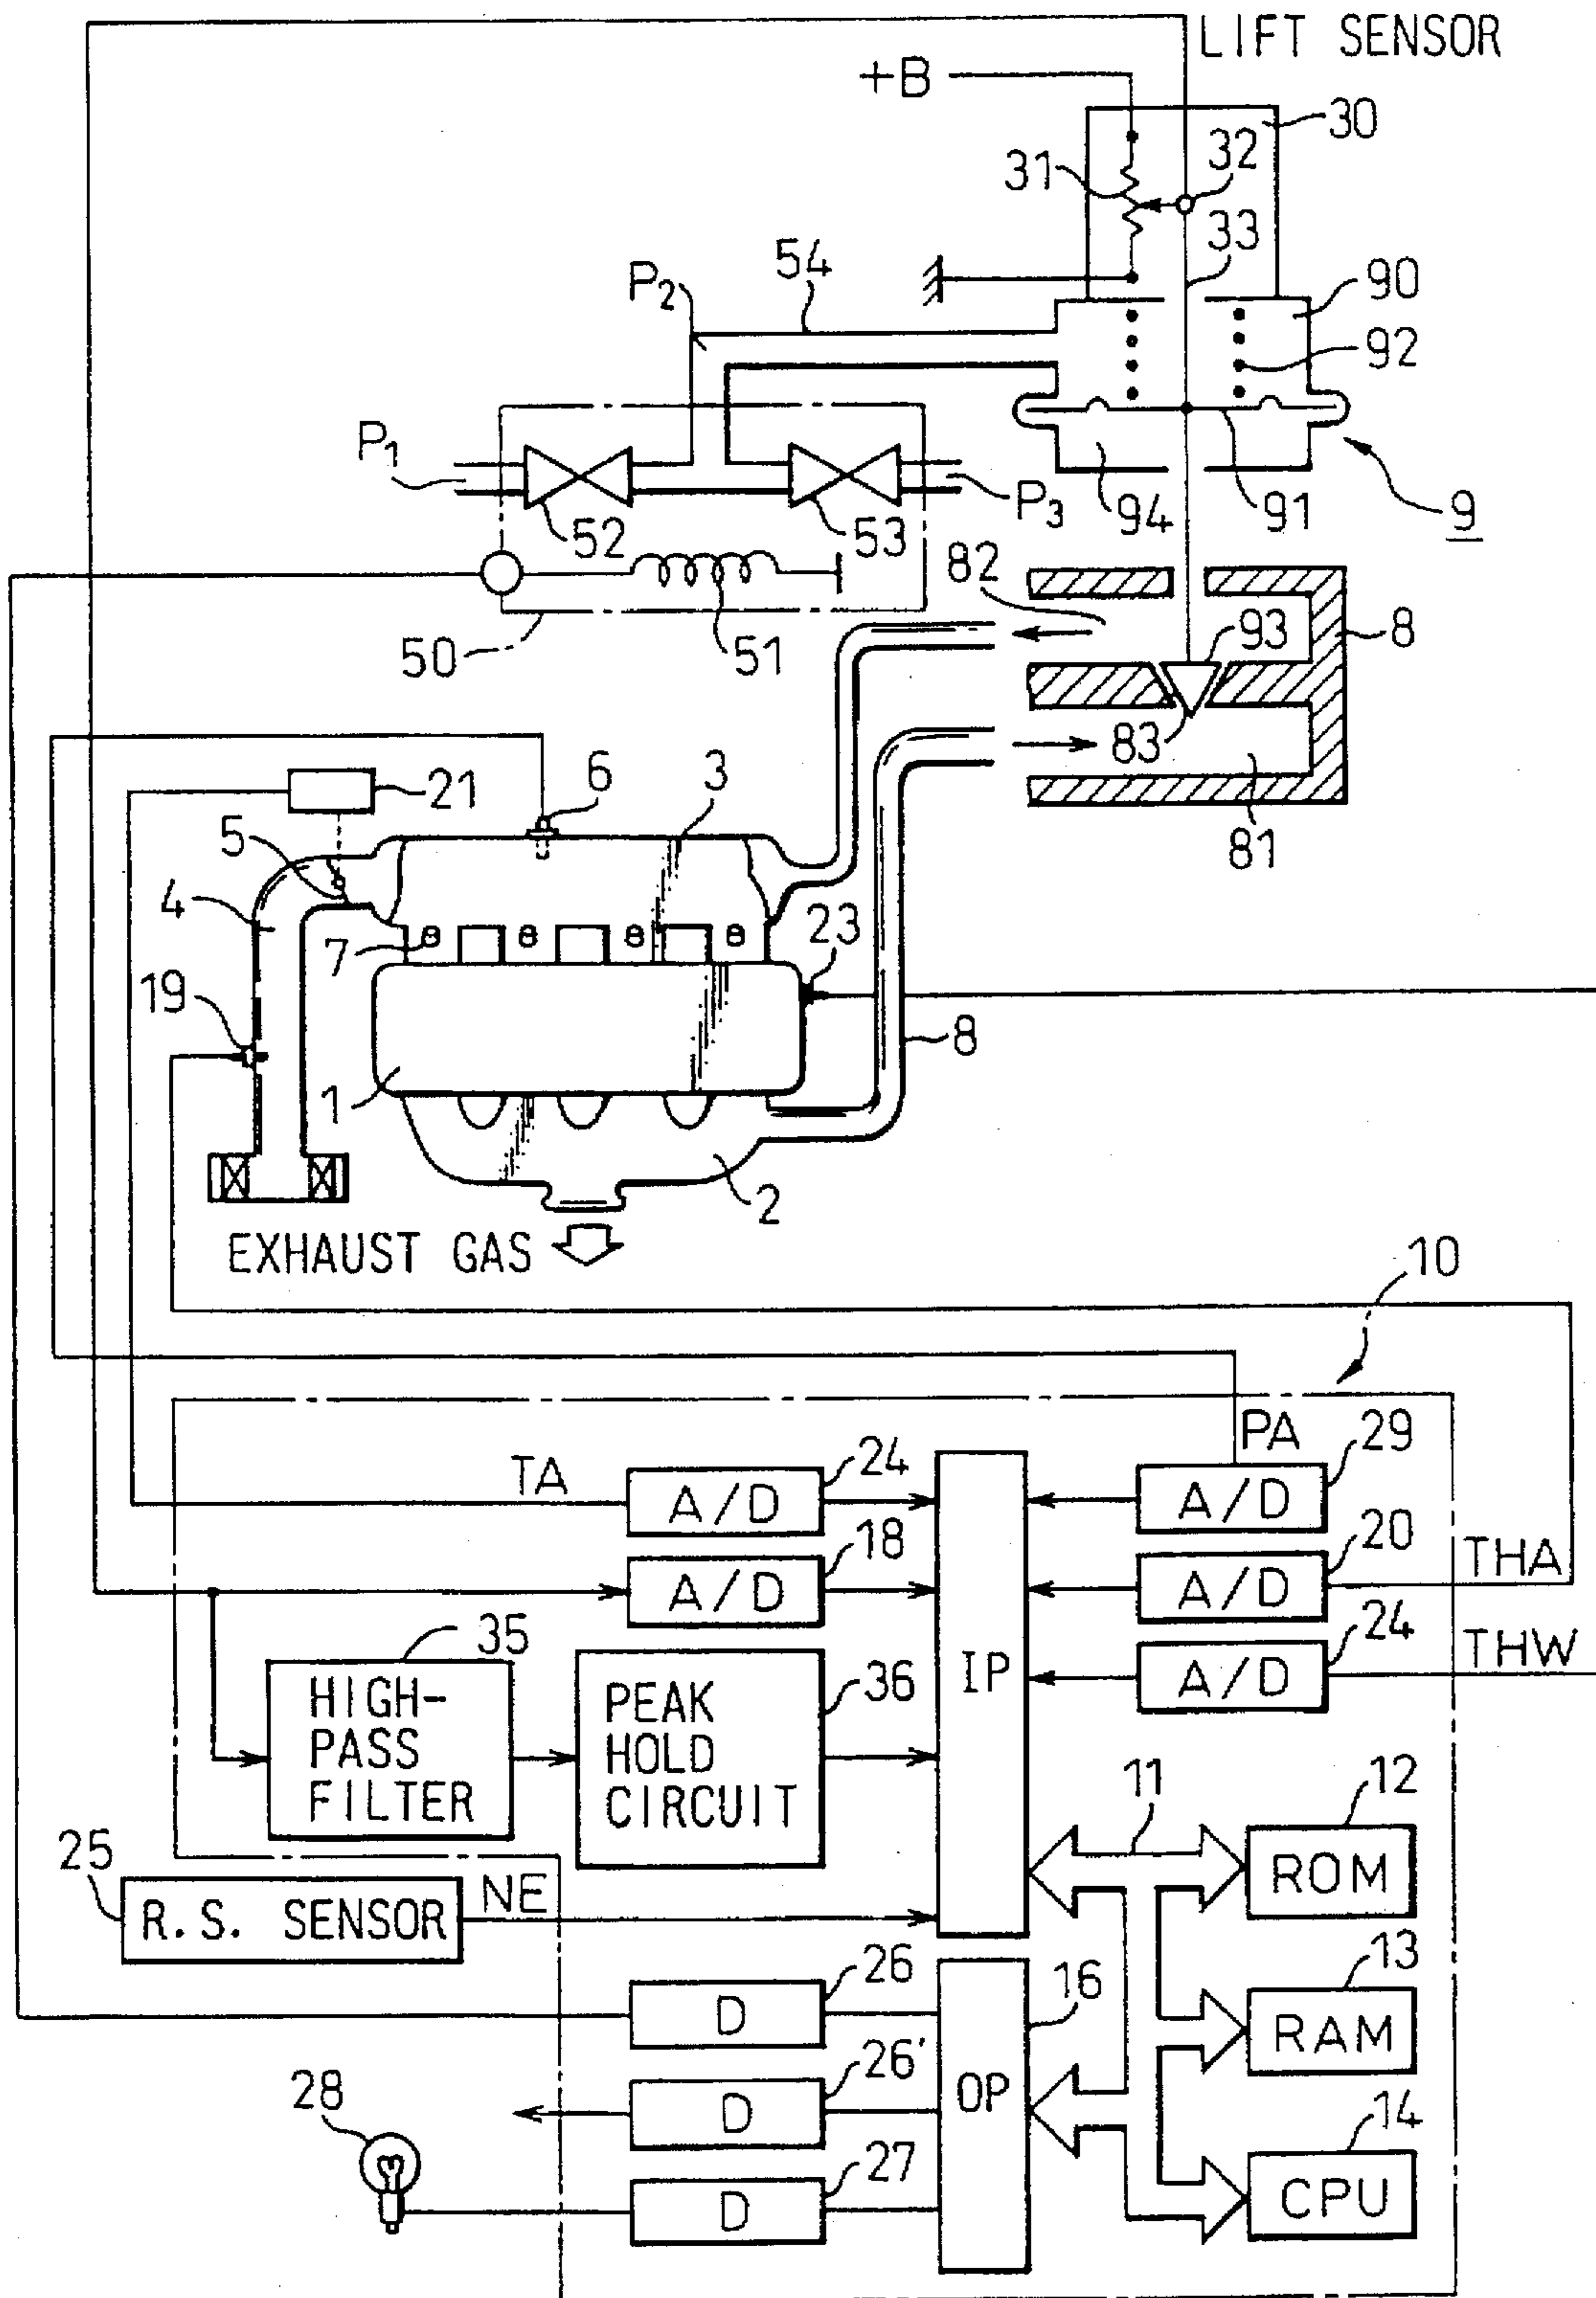 LIFT SENSOR
+B
30
31
32
33
54
P2
90
92
P1
52
53
P3
94
91
9
82
50
51
93
8
83
81
21
6
3
5
4
7
23
19
8
1
2
EXHAUST GAS
10
PA
29
TA
24
A/D
A/D
18
20
THA
A/D
A/D
35
24
THW
IP
A/D
HIGH-
PASS
FILTER
PEAK
HOLD
CIRCUIT
36
11
12
ROM
25
R.S. SENSOR
NE
26
16
13
D
RAM
26'
OP
28
D
14
27
CPU
D